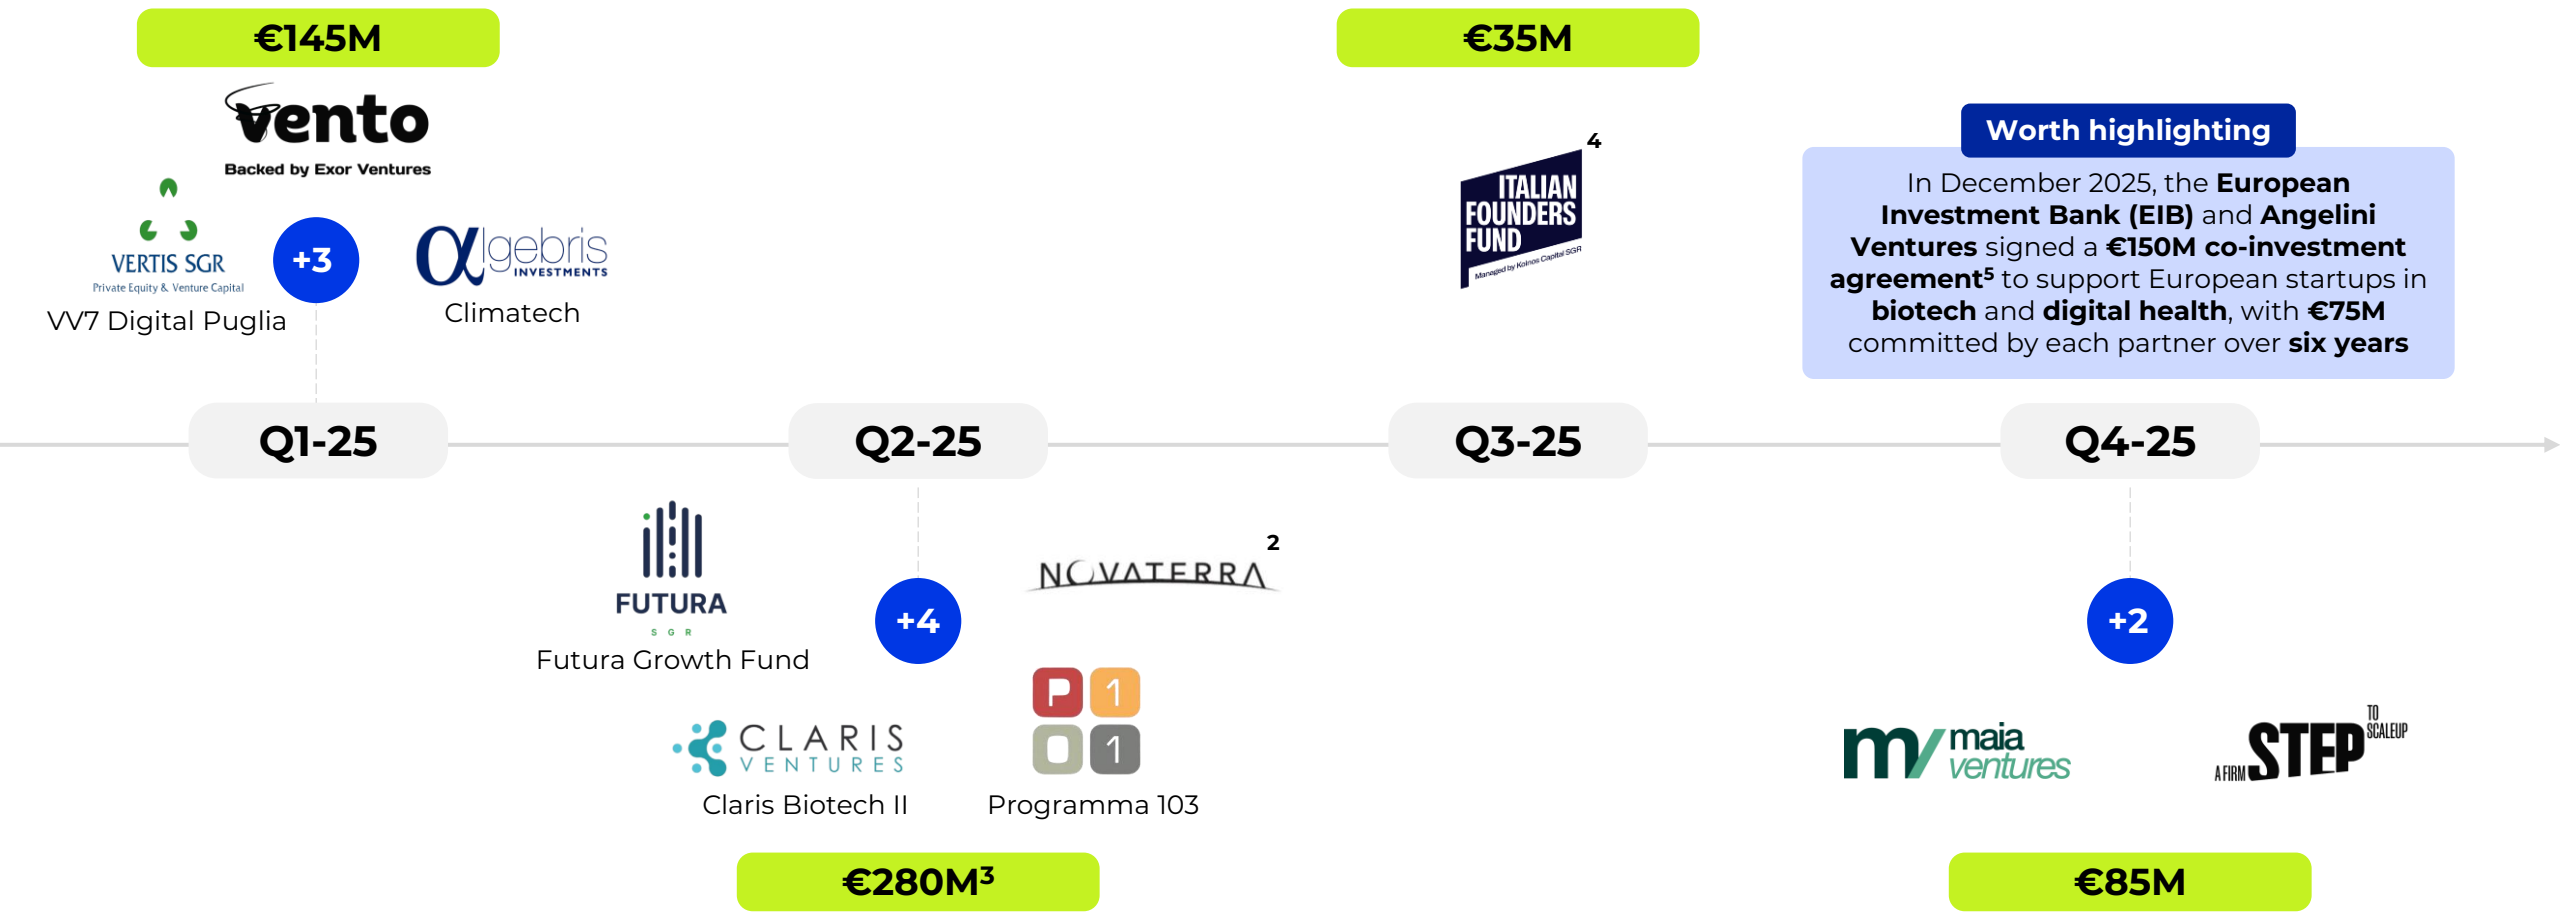 €145M
vento
Backed by Exor Ventures
VERTIS SGR
Private Equity & Venture Capital
VV7 Digital Puglia
+3
αlgebris
INVESTMENTS
Climatech
€35M
4
ITALIAN
FOUNDERS
FUND
Managed by Koinos Capital SGR
Worth highlighting
In December 2025, the European
Investment Bank (EIB) and Angelini
Ventures signed a €150M co-investment
agreement⁵ to support European startups in
biotech and digital health, with €75M
committed by each partner over six years
Q1-25
Q2-25
Q3-25
Q4-25
FUTURA
SGR
Futura Growth Fund
+4
NOVATERRA
2
CLARIS
VENTURES
Claris Biotech II
P1
01
Programma 103
€280M³
+2
my maia
ventures
A FIRM STEP TO
SCALEUP
€85M